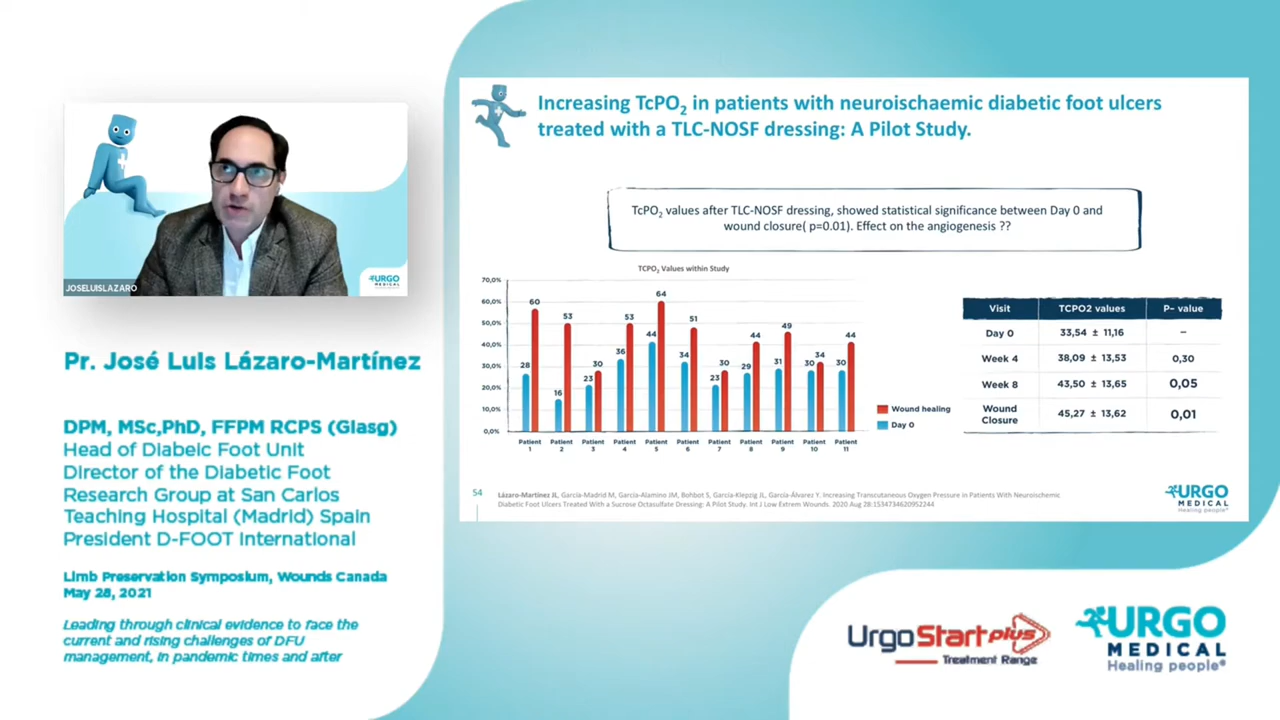 JOSELUISLAZARO
URGO
MEDICAL
Pr. José Luis Lázaro-Martínez
DPM, MSc,PhD, FFPM RCPS (Glasg)
Head of Diabeic Foot Unit
Director of the Diabetic Foot
Research Group at San Carlos
Teaching Hospital (Madrid) Spain
President D-FOOT International
Limb Preservation Symposium, Wounds Canada
May 28, 2021
Leading through clinical evidence to face the
current and rising challenges of DFU
management, in pandemic times and after
Increasing TcPO2 in patients with neuroischaemic diabetic foot ulcers
treated with a TLC-NOSF dressing: A Pilot Study.
TcPO2 values after TLC-NOSF dressing, showed statistical significance between Day 0 and
wound closure( p=0.01). Effect on the angiogenesis ??
TCPO2 Values within Study
70,0%
60,0%
50,0%
40,0%
30,0%
20,0%
10,0%
0,0%
28 60 16 53 23 30 36 53 44 64 34 51 23 30 29 44 31 49 30 34 30 44
Patient Patient Patient Patient Patient Patient Patient Patient Patient Patient Patient
1 2 3 4 5 6 7 8 9 10 11
Wound healing
Day 0
Visit TCPO2 values P- value
Day 0 33,54 ± 11,16 –
Week 4 38,09 ± 13,53 0,30
Week 8 43,50 ± 13,65 0,05
Wound
Closure 45,27 ± 13,62 0,01
54
Lázaro-Martínez JL, García-Madrid M, García-Alamino JM, Bohbot S, García-Klepzig JL, García-Álvarez Y. Increasing Transcutaneous Oxygen Pressure in Patients With Neuroischemic
Diabetic Foot Ulcers Treated With a Sucrose Octasulfate Dressing: A Pilot Study. Int J Low Extrem Wounds. 2020 Aug 28:1534734620952244
URGO
MEDICAL
Healing people®
UrgoStart plus
Treatment Range
URGO
MEDICAL
Healing people®